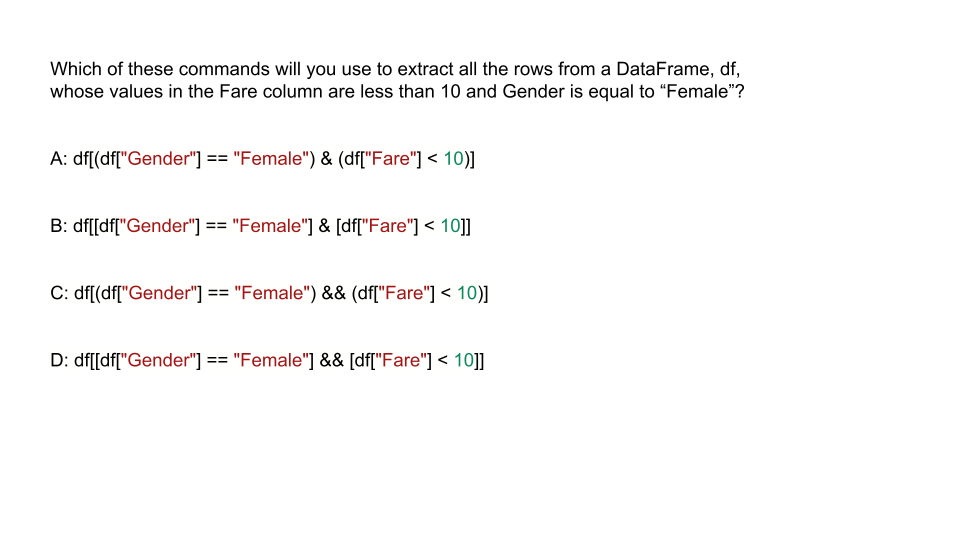 Which of these commands will you use to extract all the rows from a DataFrame, df,
whose values in the Fare column are less than 10 and Gender is equal to “Female”?
A: df[(df["Gender"] == "Female") & (df["Fare"] < 10)]
B: df[[df["Gender"] == "Female"] & [df["Fare"] < 10]]
C: df[(df["Gender"] == "Female") && (df["Fare"] < 10)]
D: df[[df["Gender"] == "Female"] && [df["Fare"] < 10]]